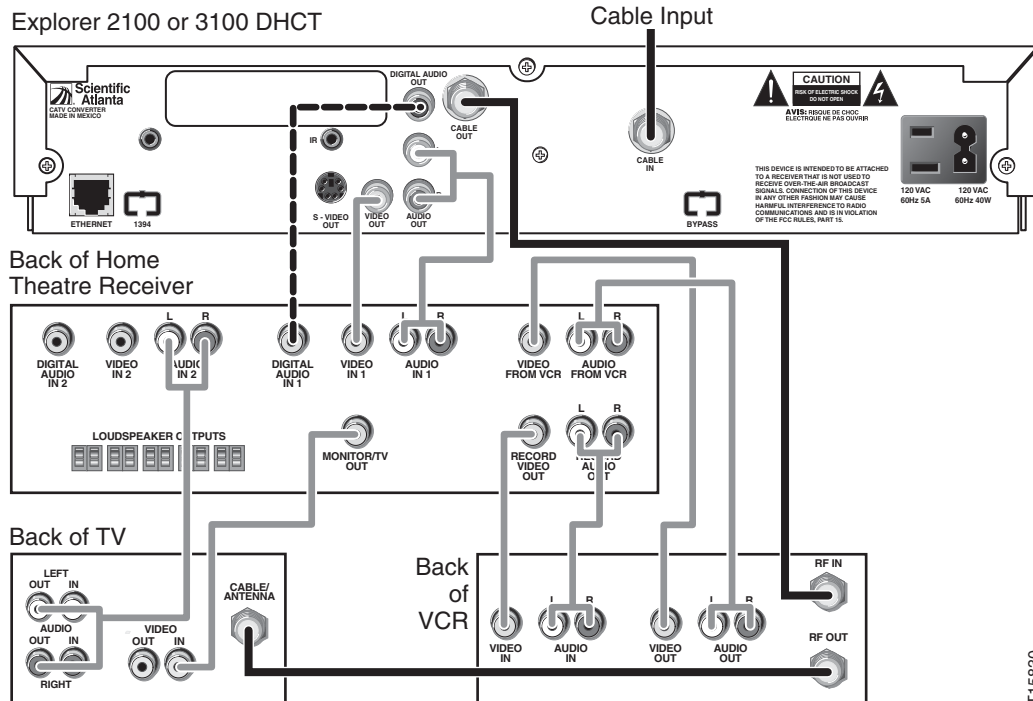 Explorer 2100 or 3100 DHCT
Cable Input
Scientific
Atlanta
CATV CONVERTER
MADE IN MEXICO
DIGITAL AUDIO
OUT
CABLE
OUT
IR
CABLE
IN
CAUTION
RISK OF ELECTRIC SHOCK
DO NOT OPEN
AVIS: RISQUE DE CHOC
ELECTRIQUE NE PAS OUVRIR
THIS DEVICE IS INTENDED TO BE ATTACHED
TO A RECEIVER THAT IS NOT USED TO
RECEIVE OVER-THE-AIR BROADCAST
SIGNALS. CONNECTION OF THIS DEVICE
IN ANY OTHER FASHION MAY CAUSE
HARMFUL INTERFERENCE TO RADIO
COMMUNICATIONS AND IS IN VIOLATION
OF THE FCC RULES, PART 15.
120 VAC
60Hz 5A
120 VAC
60Hz 40W
ETHERNET
1394
S - VIDEO
OUT
VIDEO
OUT
AUDIO
OUT
BYPASS
Back of Home
Theatre Receiver
DIGITAL
AUDIO
IN 2
VIDEO
IN 2
L R
AUDIO
IN 2
DIGITAL
AUDIO
IN 1
VIDEO
IN 1
L R
AUDIO
IN 1
VIDEO
FROM VCR
L R
AUDIO
FROM VCR
LOUDSPEAKER OUTPUTS
MONITOR/TV
OUT
RECORD
VIDEO
OUT
L R
RECORD
AUDIO
OUT
Back of TV
LEFT
OUT IN
AUDIO
OUT IN
RIGHT
VIDEO
OUT IN
CABLE/
ANTENNA
Back
of
VCR
VIDEO
IN
L R
AUDIO
IN
VIDEO
OUT
L R
AUDIO
OUT
RF IN
RF OUT